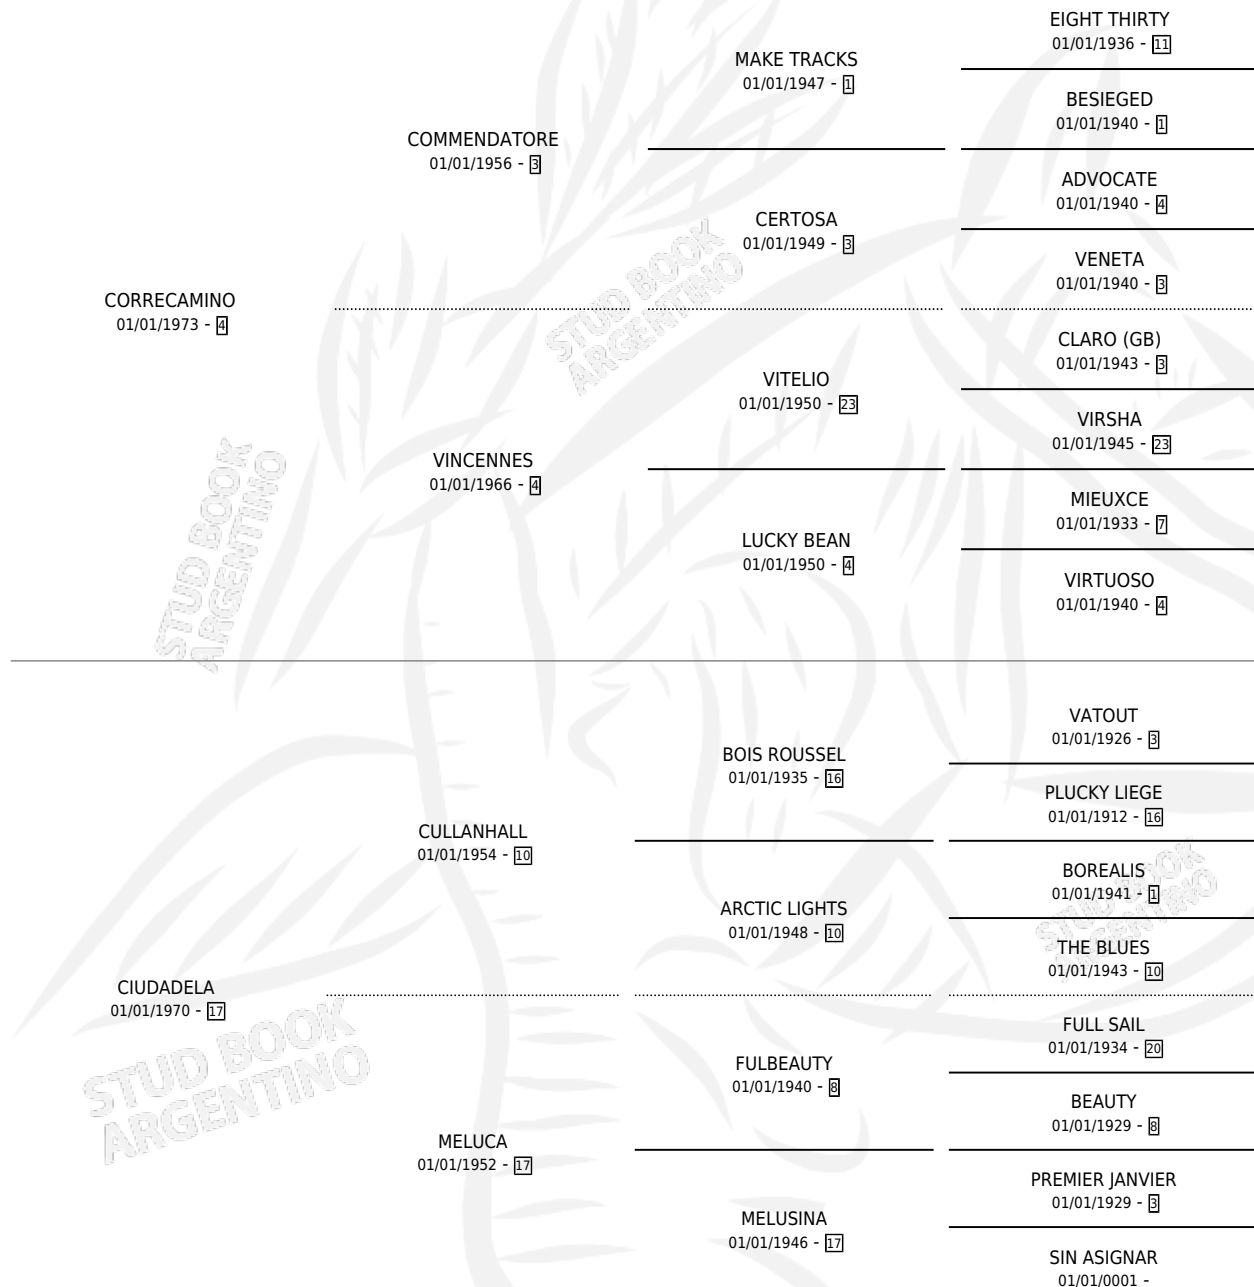 EIGHT THIRTY
01/01/1936 - 11
MAKE TRACKS
01/01/1947 - 1
BESIEGED
01/01/1940 - 1
COMMENDATORE
01/01/1956 - 3
ADVOCATE
01/01/1940 - 4
CERTOSA
01/01/1949 - 3
VENETA
01/01/1940 - 3
CORRECAMINO
01/01/1973 - 4
CLARO (GB)
01/01/1943 - 3
VITELIO
01/01/1950 - 23
VIRSHA
01/01/1945 - 23
VINCENNES
01/01/1966 - 4
MIEUXCE
01/01/1933 - 7
LUCKY BEAN
01/01/1950 - 4
VIRTUOSO
01/01/1940 - 4
VATOUT
01/01/1926 - 3
BOIS ROUSSEL
01/01/1935 - 16
PLUCKY LIEGE
01/01/1912 - 16
CULLANHALL
01/01/1954 - 10
BOREALIS
01/01/1941 - 1
ARCTIC LIGHTS
01/01/1948 - 10
THE BLUES
01/01/1943 - 10
CIUDADELA
01/01/1970 - 17
FULL SAIL
01/01/1934 - 20
FULBEAUTY
01/01/1940 - 8
BEAUTY
01/01/1929 - 8
MELUCA
01/01/1952 - 17
PREMIER JANVIER
01/01/1929 - 3
MELUSINA
01/01/1946 - 17
SIN ASIGNAR
01/01/0001 -
STUD BOOK
ARGENTINO
STUD BOOK
ARGENTINO
STUD BOOK
ARGENTINO
STUD BOOK
ARGENTINO